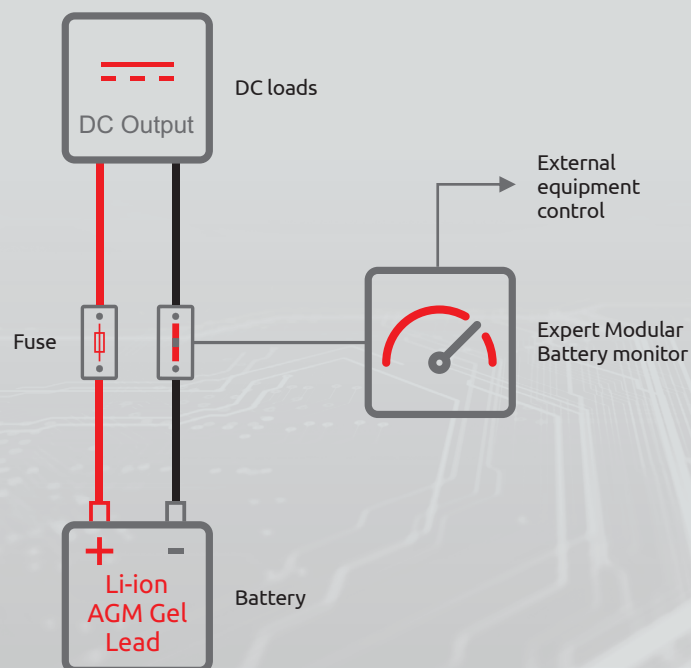 DC Output
DC loads
External
equipment
control
Fuse
Expert Modular
Battery monitor
+ -
Li-ion
AGM Gel
Lead
Battery